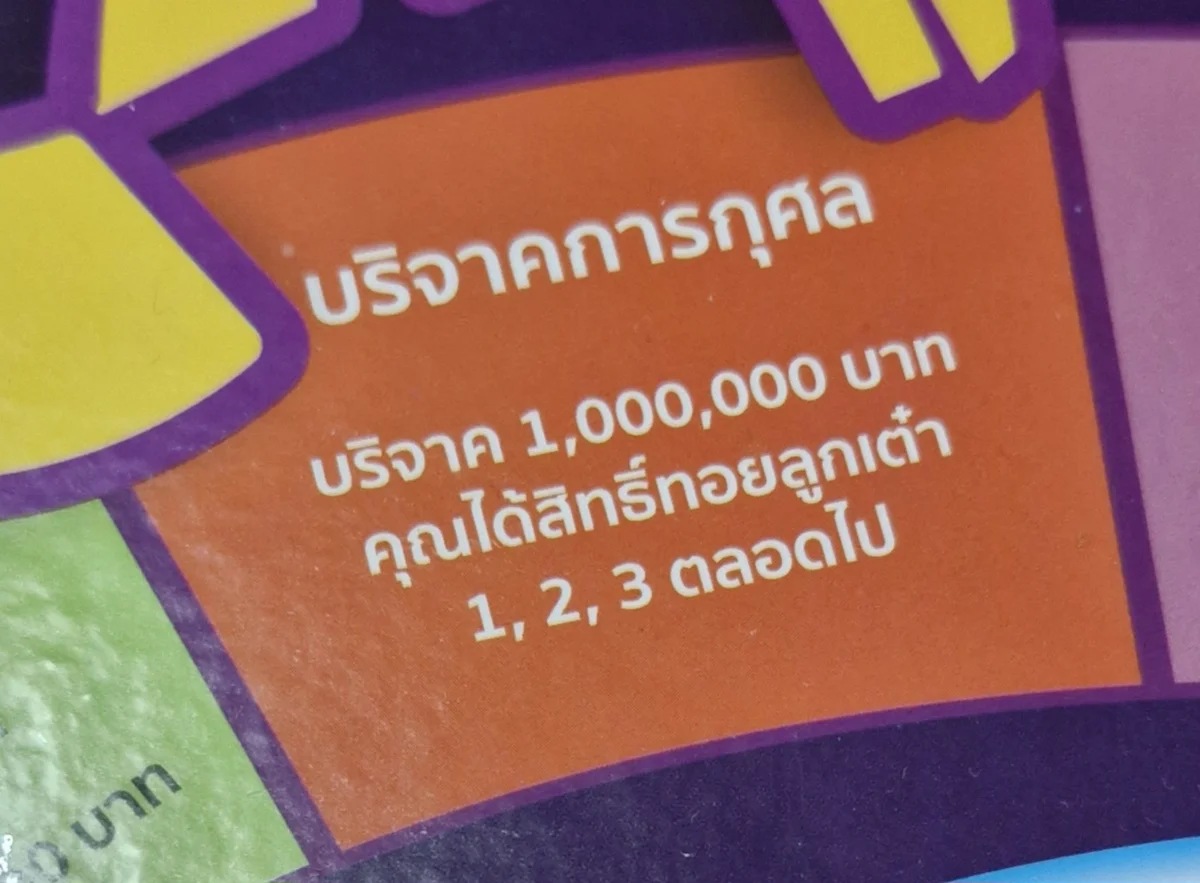 บริจาคการกุศล
บริจาค 1,000,000 บาท
คุณได้สิทธิ์ทอยลูกเต๋า
1, 2, 3 ตลอดไป
บาท